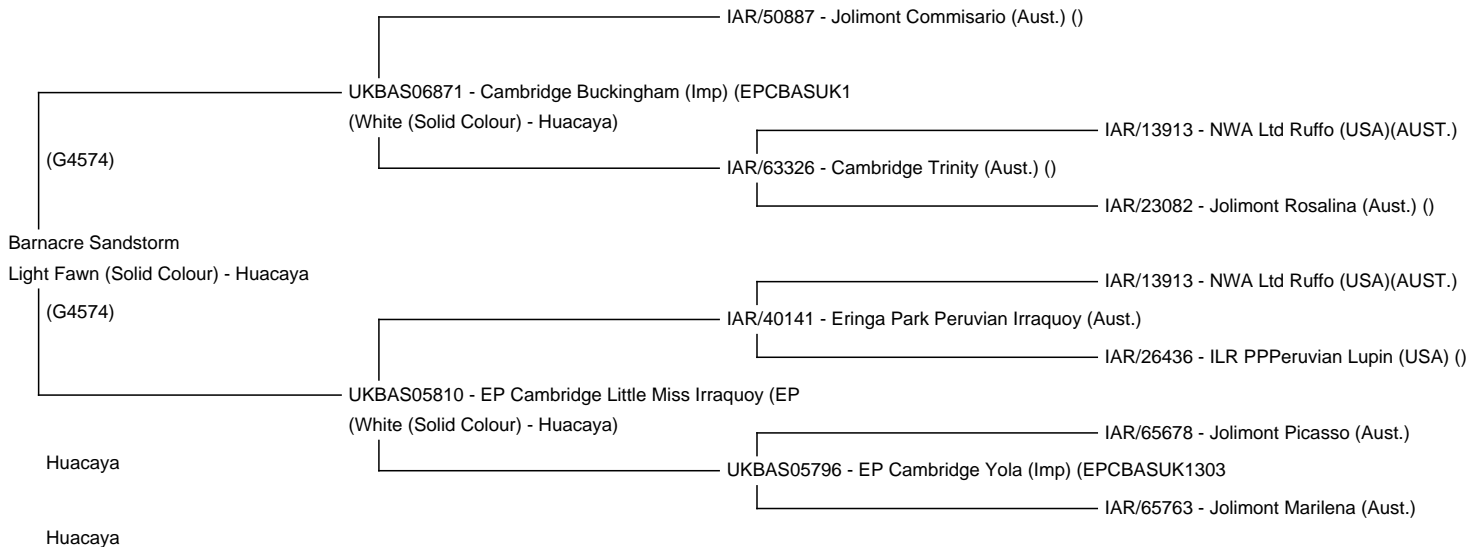 IAR/50887 - Jolimont Commisario (Aust.) ()
UKBAS06871 - Cambridge Buckingham (Imp) (EPCBASUK1
(White (Solid Colour) - Huacaya)
IAR/13913 - NWA Ltd Ruffo (USA)(AUST.)
(G4574)
IAR/63326 - Cambridge Trinity (Aust.) ()
IAR/23082 - Jolimont Rosalina (Aust.) ()
Barnacre Sandstorm
Light Fawn (Solid Colour) - Huacaya
IAR/13913 - NWA Ltd Ruffo (USA)(AUST.)
(G4574)
IAR/40141 - Eringa Park Peruvian Irraquoy (Aust.)
IAR/26436 - ILR PPPeruvian Lupin (USA) ()
UKBAS05810 - EP Cambridge Little Miss Irraquoy (EP
(White (Solid Colour) - Huacaya)
IAR/65678 - Jolimont Picasso (Aust.)
Huacaya
UKBAS05796 - EP Cambridge Yola (Imp) (EPCBASUK1303
IAR/65763 - Jolimont Marilena (Aust.)
Huacaya